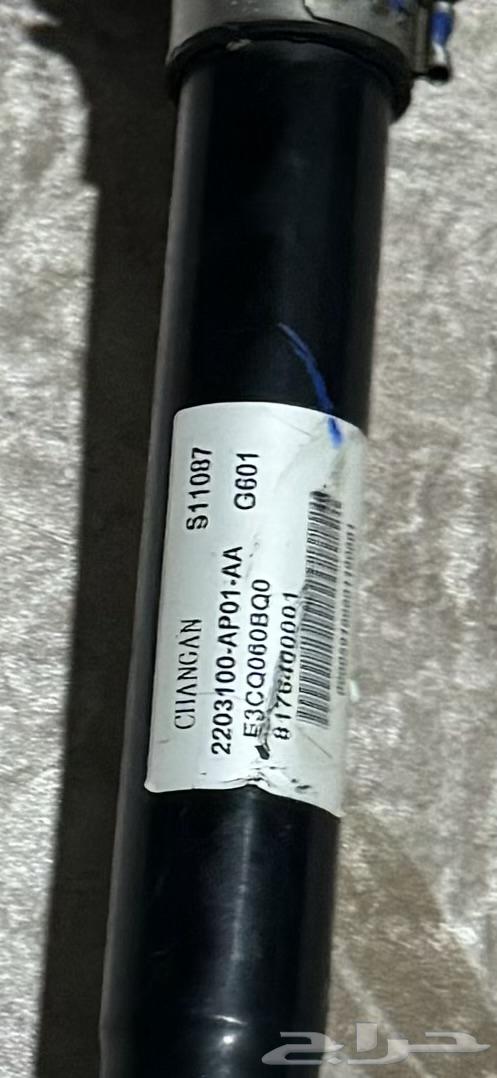 CHANGAN S11087
2203100-AP01-AA G601
E3CQ060BQ0
8176400001
حراج